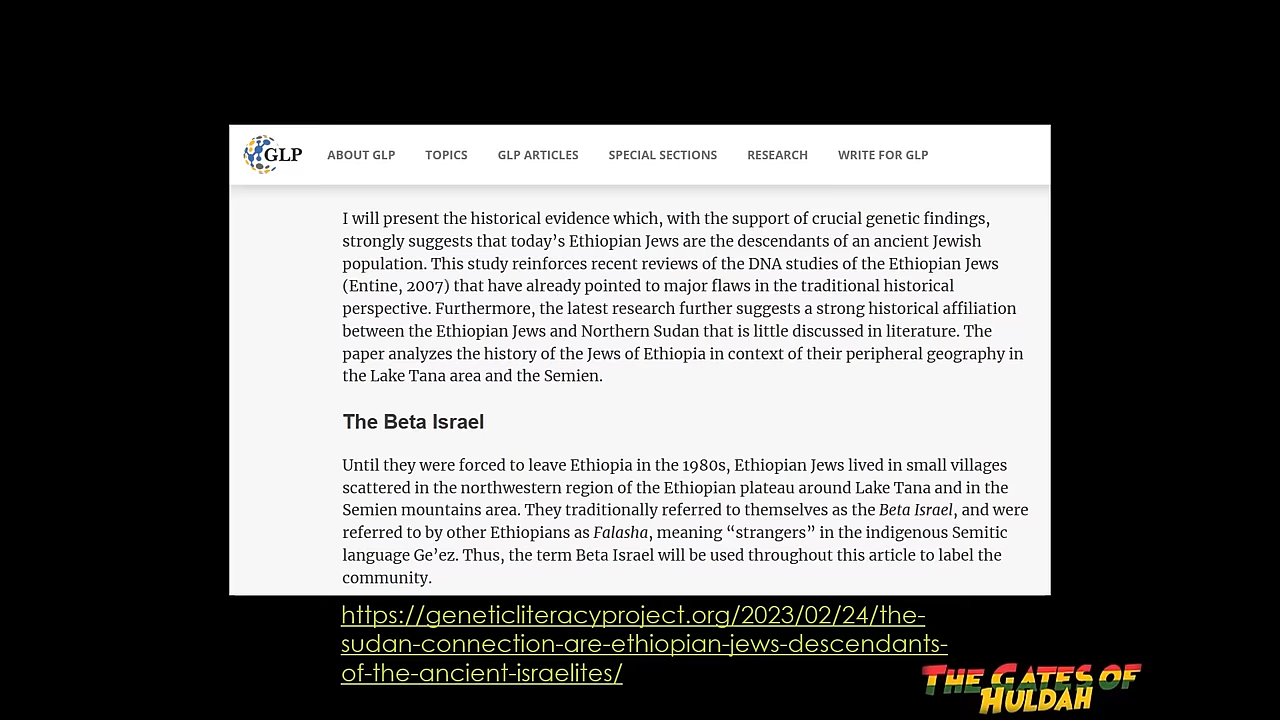 GLP
ABOUT GLP TOPICS GLP ARTICLES SPECIAL SECTIONS RESEARCH WRITE FOR GLP
I will present the historical evidence which, with the support of crucial genetic findings,
strongly suggests that today’s Ethiopian Jews are the descendants of an ancient Jewish
population. This study reinforces recent reviews of the DNA studies of the Ethiopian Jews
(Entine, 2007) that have already pointed to major flaws in the traditional historical
perspective. Furthermore, the latest research further suggests a strong historical affiliation
between the Ethiopian Jews and Northern Sudan that is little discussed in literature. The
paper analyzes the history of the Jews of Ethiopia in context of their peripheral geography in
the Lake Tana area and the Semien.
The Beta Israel
Until they were forced to leave Ethiopia in the 1980s, Ethiopian Jews lived in small villages
scattered in the northwestern region of the Ethiopian plateau around Lake Tana and in the
Semien mountains area. They traditionally referred to themselves as the Beta Israel, and were
referred to by other Ethiopians as Falasha, meaning “strangers” in the indigenous Semitic
language Ge’ez. Thus, the term Beta Israel will be used throughout this article to label the
community.
https://geneticliteracyproject.org/2023/02/24/the-
sudan-connection-are-ethiopian-jews-descendants-
of-the-ancient-israelites/
THE GATES OF
HULDAH